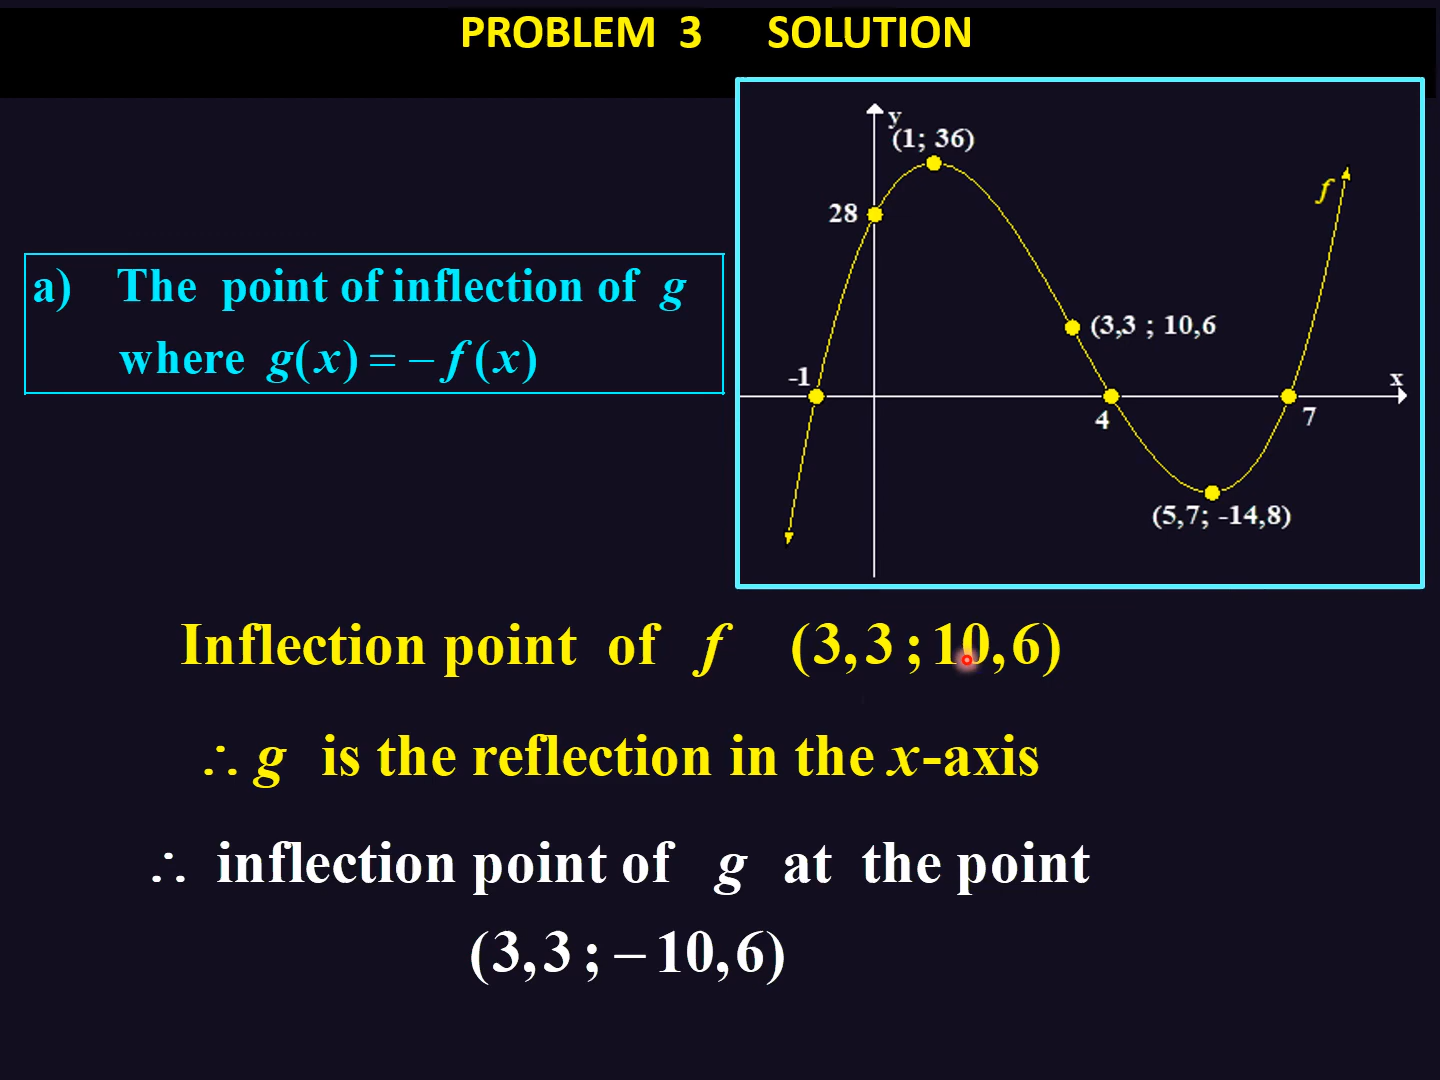 PROBLEM 3 SOLUTION
y
(1; 36)
f
28
a) The point of inflection of g
where g(x) = – f (x)
(3,3 ; 10,6
-1
x
4
7
(5,7; -14,8)
Inflection point of f (3,3 ; 10,6)
∴ g is the reflection in the x-axis
∴ inflection point of g at the point
(3,3 ; – 10,6)